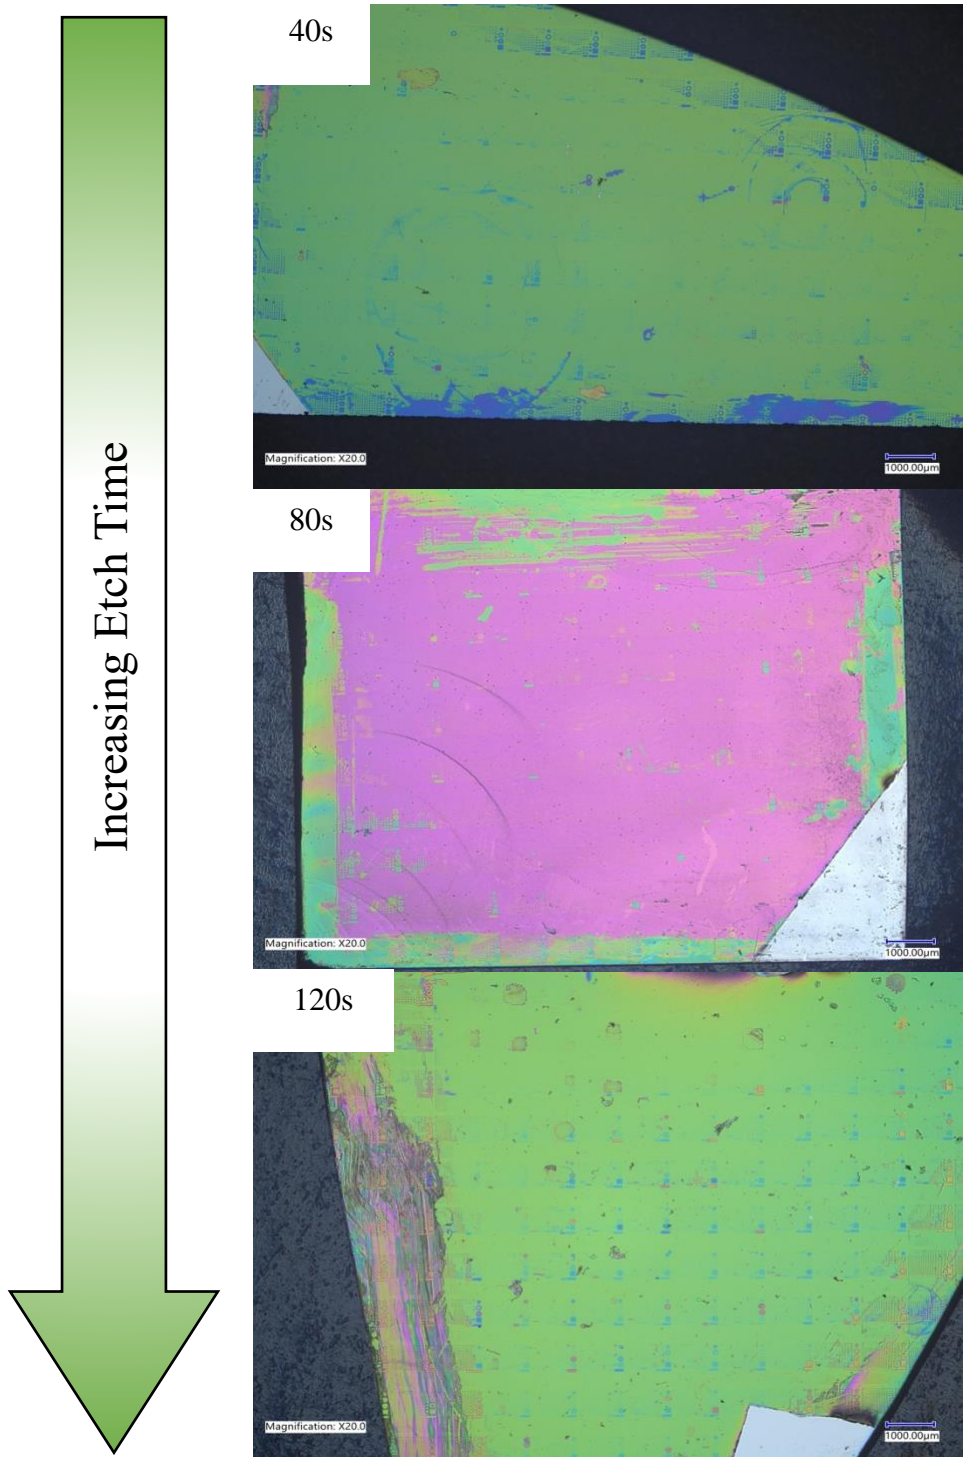 Increasing Etch Time
40s
Magnification: X20.0
1000.00µm
80s
Magnification: X20.0
1000.00µm
120s
Magnification: X20.0
1000.00µm